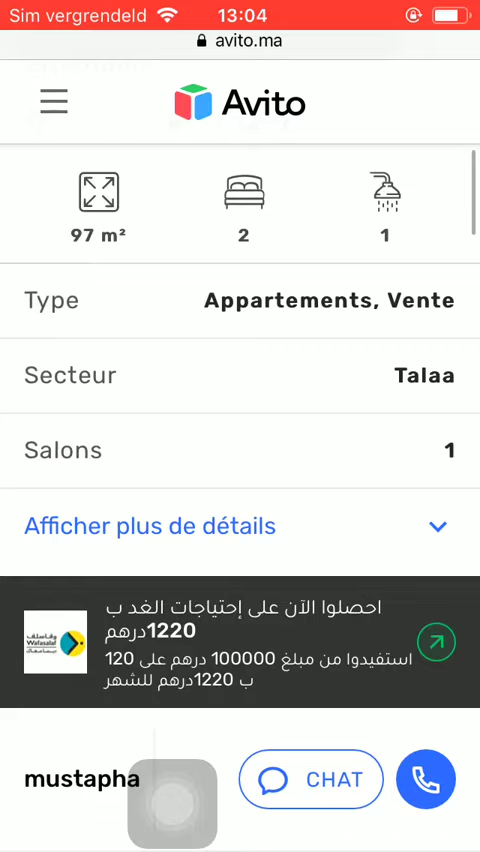 Sim vergrendeld 13:04
avito.ma
Avito
97 m² 2 1
Type Appartements, Vente
Secteur Talaa
Salons 1
Afficher plus de détails
احصلوا الآن على إحتياجات الغد ب
1220درهم
وفاسلف
Wafasalaf
استفيدوا من مبلغ 100000 درهم على 120
ب 1220درهم للشهر
mustapha CHAT